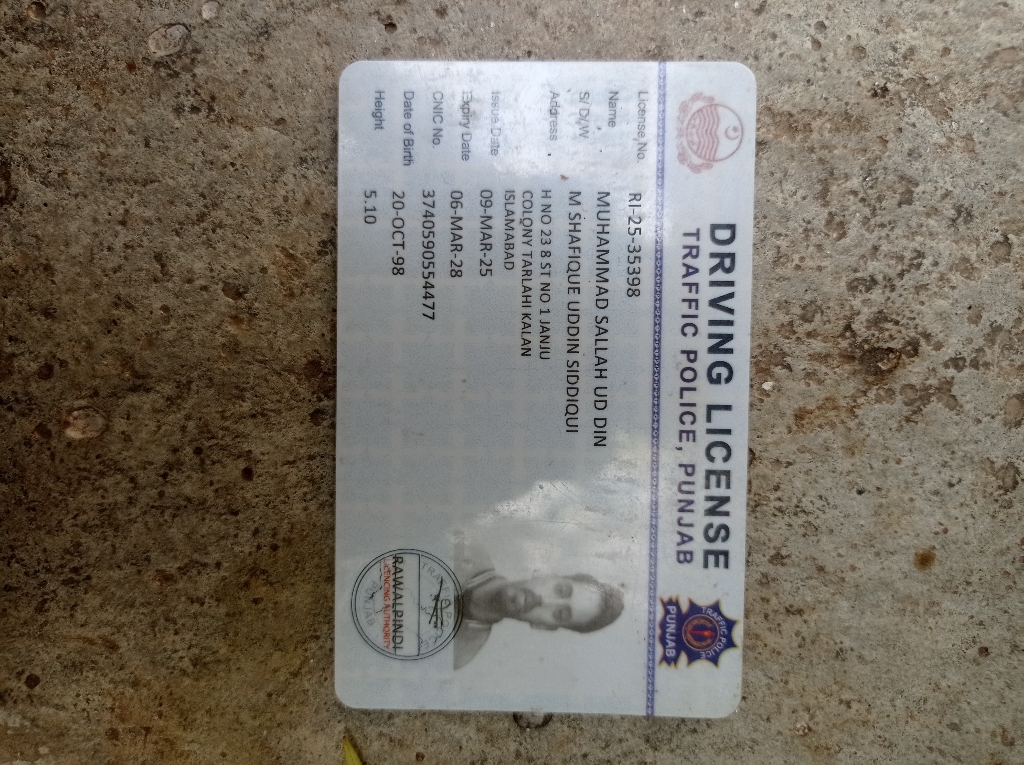 DRIVING LICENSE
TRAFFIC POLICE, PUNJAB
TRAFFIC POLICE
PUNJAB
License No. RI-25-35398
Name MUHAMMAD SALLAH UD DIN
S/D/W M SHAFIQUE UDDIN SIDDIQUI
Address H NO 23 8 ST NO 1 JANJU
COLONY TARLAHI KALAN
ISLAMABAD
Issue Date 09-MAR-25
Expiry Date 06-MAR-28
CNIC No. 3740590554477
Date of Birth 20-OCT-98
Height 5.10
RAWALPINDI
LICENCING AUTHORITY
PUNJAB